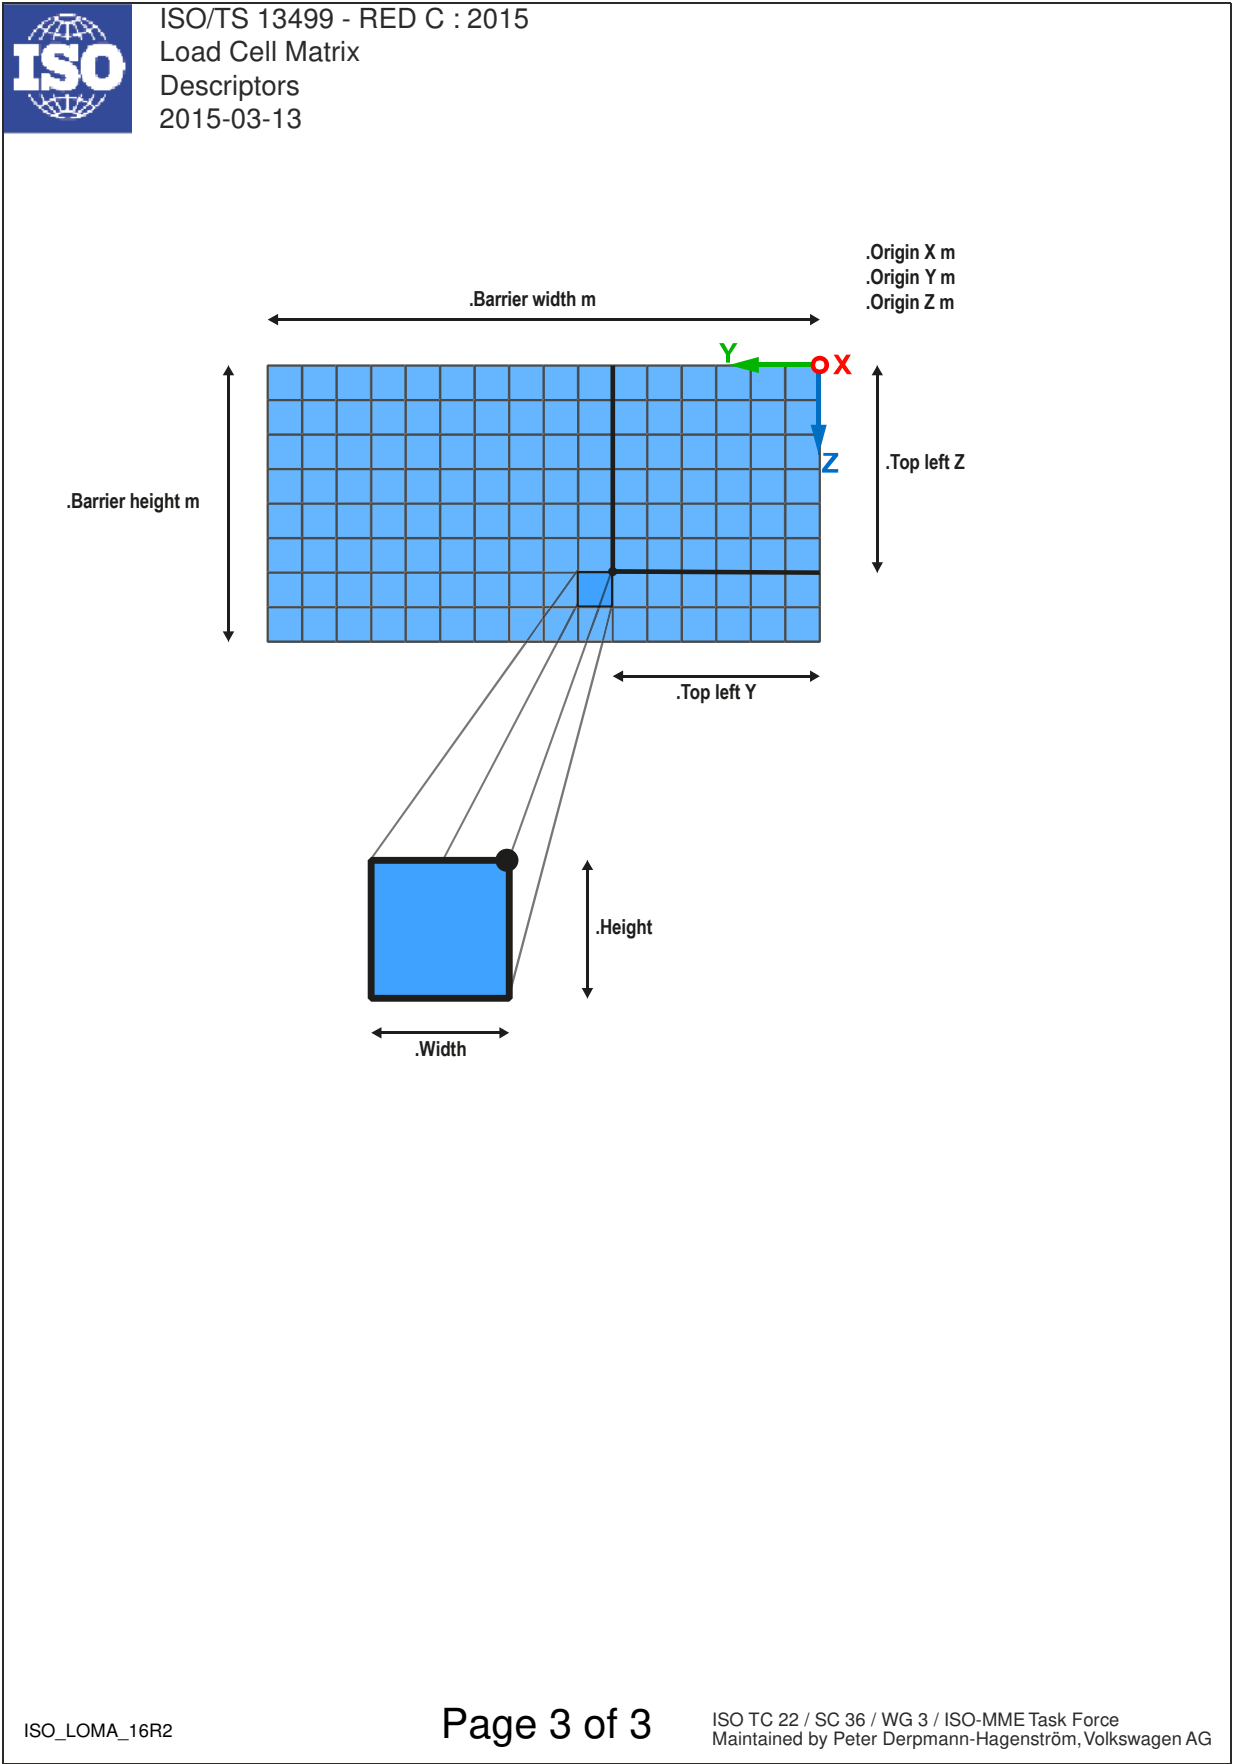 ISO
ISO/TS 13499 - RED C : 2015
Load Cell Matrix
Descriptors
2015-03-13
.Origin X m
.Origin Y m
.Origin Z m
.Barrier width m
Y
X
Z
.Top left Z
.Barrier height m
.Top left Y
.Height
.Width
ISO_LOMA_16R2
Page 3 of 3
ISO TC 22 / SC 36 / WG 3 / ISO-MME Task Force
Maintained by Peter Derpmann-Hagenström, Volkswagen AG